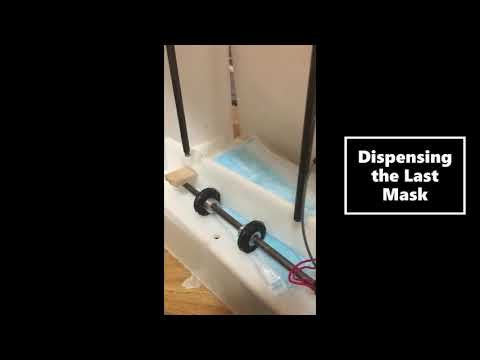 Dispensing
the Last
Mask